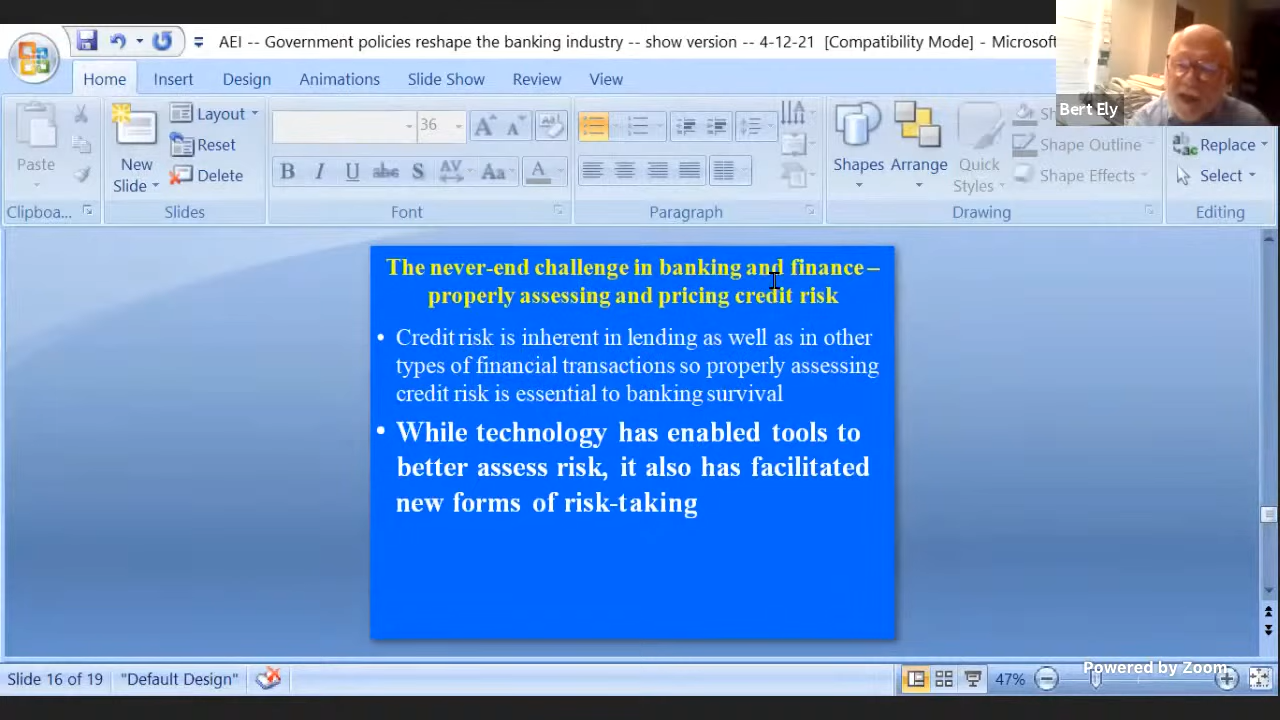 AEI -- Government policies reshape the banking industry -- show version -- 4-12-21 [Compatibility Mode] - Microsoft
Bert Ely
Home Insert Design Animations Slide Show Review View
Paste
New
Slide
Layout
Reset
Delete
36
B I U abc S AV Aa A
Shapes
Arrange
Quick
Styles
Sh
Shape Outline
Shape Effects
Replace
Select
Clipboa... Slides Font Paragraph Drawing Editing
The never-end challenge in banking and finance –
properly assessing and pricing credit risk
• Credit risk is inherent in lending as well as in other
types of financial transactions so properly assessing
credit risk is essential to banking survival
• While technology has enabled tools to
better assess risk, it also has facilitated
new forms of risk-taking
Slide 16 of 19 "Default Design" 47%
Powered by Zoom